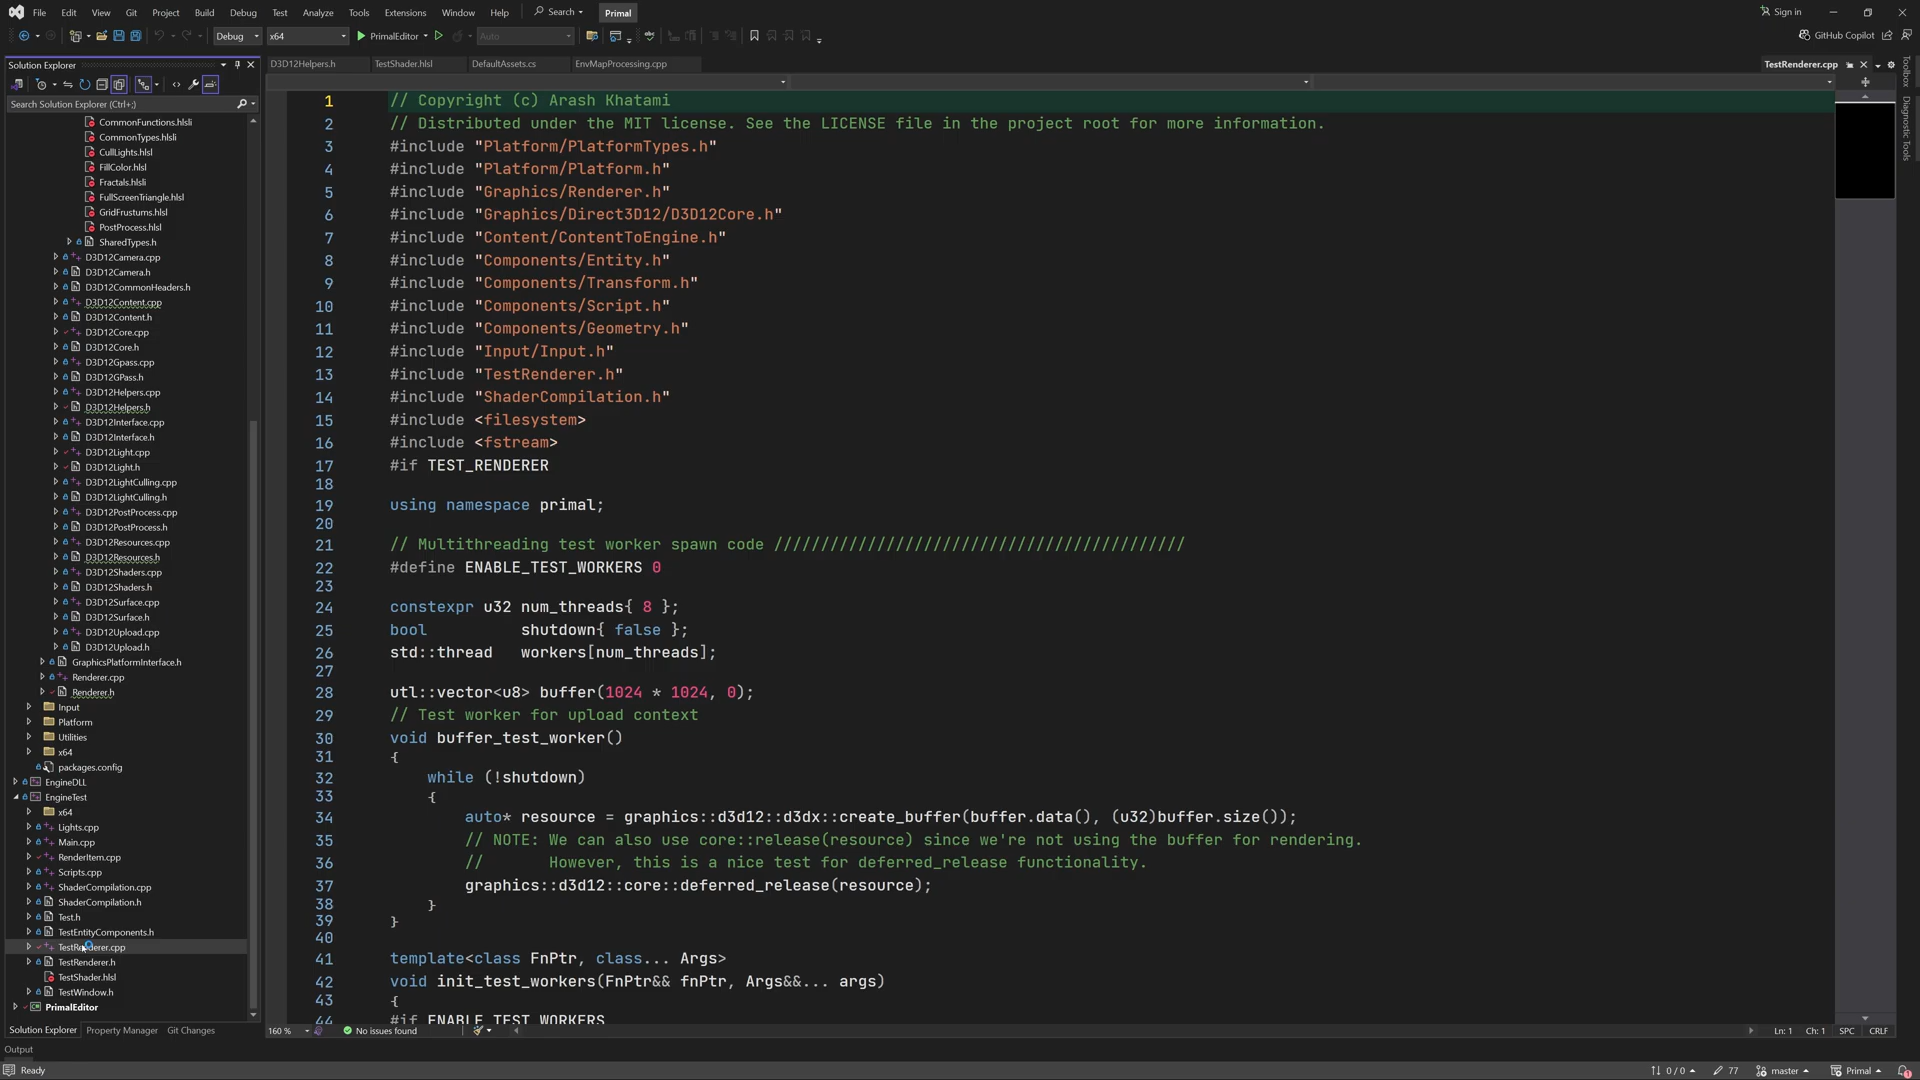 File Edit View Git Project Build Debug Test Analyze Tools Extensions Window Help Search Primal Sign in
Debug x64 PrimalEditor Auto GitHub Copilot
Solution Explorer
Search Solution Explorer (Ctrl+;)
CommonFunctions.hlsli
CommonTypes.hlsli
CullLights.hlsl
FillColor.hlsl
Fractals.hlsli
FullScreenTriangle.hlsl
GridFrustums.hlsl
PostProcess.hlsl
SharedTypes.h
D3D12Camera.cpp
D3D12Camera.h
D3D12CommonHeaders.h
D3D12Content.cpp
D3D12Content.h
D3D12Core.cpp
D3D12Core.h
D3D12Gpass.cpp
D3D12GPass.h
D3D12Helpers.cpp
D3D12Helpers.h
D3D12Interface.cpp
D3D12Interface.h
D3D12Light.cpp
D3D12Light.h
D3D12LightCulling.cpp
D3D12LightCulling.h
D3D12PostProcess.cpp
D3D12PostProcess.h
D3D12Resources.cpp
D3D12Resources.h
D3D12Shaders.cpp
D3D12Shaders.h
D3D12Surface.cpp
D3D12Surface.h
D3D12Upload.cpp
D3D12Upload.h
GraphicsPlatformInterface.h
Renderer.cpp
Renderer.h
Input
Platform
Utilities
x64
packages.config
EngineDLL
EngineTest
x64
Lights.cpp
Main.cpp
RenderItem.cpp
Scripts.cpp
ShaderCompilation.cpp
ShaderCompilation.h
Test.h
TestEntityComponents.h
TestRenderer.cpp
TestRenderer.h
TestShader.hlsl
TestWindow.h
PrimalEditor
Solution Explorer Property Manager Git Changes
D3D12Helpers.h TestShader.hlsl DefaultAssets.cs EnvMapProcessing.cpp TestRenderer.cpp
1 // Copyright (c) Arash Khatami
2 // Distributed under the MIT license. See the LICENSE file in the project root for more information.
3 #include "Platform/PlatformTypes.h"
4 #include "Platform/Platform.h"
5 #include "Graphics/Renderer.h"
6 #include "Graphics/Direct3D12/D3D12Core.h"
7 #include "Content/ContentToEngine.h"
8 #include "Components/Entity.h"
9 #include "Components/Transform.h"
10 #include "Components/Script.h"
11 #include "Components/Geometry.h"
12 #include "Input/Input.h"
13 #include "TestRenderer.h"
14 #include "ShaderCompilation.h"
15 #include <filesystem>
16 #include <fstream>
17 #if TEST_RENDERER
18
19 using namespace primal;
20
21 // Multithreading test worker spawn code ////////////////////////////////////////////
22 #define ENABLE_TEST_WORKERS 0
23
24 constexpr u32 num_threads{ 8 };
25 bool shutdown{ false };
26 std::thread workers[num_threads];
27
28 utl::vector<u8> buffer(1024 * 1024, 0);
29 // Test worker for upload context
30 void buffer_test_worker()
31 {
32 while (!shutdown)
33 {
34 auto* resource = graphics::d3d12::d3dx::create_buffer(buffer.data(), (u32)buffer.size());
35 // NOTE: We can also use core::release(resource) since we're not using the buffer for rendering.
36 // However, this is a nice test for deferred_release functionality.
37 graphics::d3d12::core::deferred_release(resource);
38 }
39 }
40
41 template<class FnPtr, class... Args>
42 void init_test_workers(FnPtr&& fnPtr, Args&&... args)
43 {
44 #if ENABLE_TEST_WORKERS
160 % No issues found Ln: 1 Ch: 1 SPC CRLF
Toolbox
Diagnostic Tools
Output
Ready 0 / 0 77 master Primal